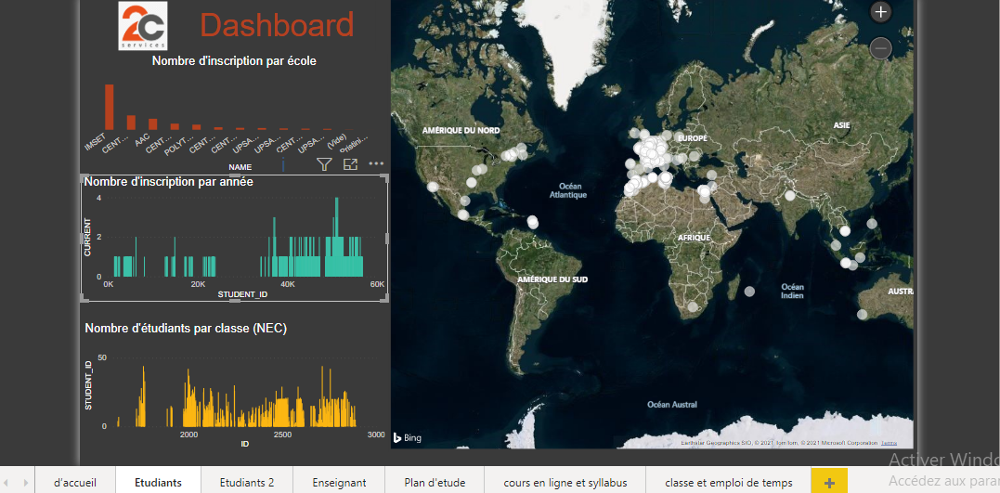 2C
services
Dashboard
Nombre d'inscription par école
IMSET
CENT...
AAC
CENT...
POLYT...
CENT...
CENT...
UPSA...
UPSA...
CENT...
UPSA...
(Vide)
Pristini...
NAME
Nombre d'inscription par année
CURRENT
4
2
0
0K
20K
40K
60K
STUDENT_ID
Nombre d'étudiants par classe (NEC)
STUDENT_ID
50
0
2000
2500
3000
ID
AMÉRIQUE DU NORD
EUROPE
ASIE
Océan
Atlantique
AFRIQUE
AMÉRIQUE DU SUD
Océan
Indien
AUSTR
Océan Austral
Bing
Earthstar Geographics SIO, © 2021 TomTom, © 2021 Microsoft Corporation Terms
Activer Windo
Accédez aux parar
d'accueil
Etudiants
Etudiants 2
Enseignant
Plan d'etude
cours en ligne et syllabus
classe et emploi de temps
+